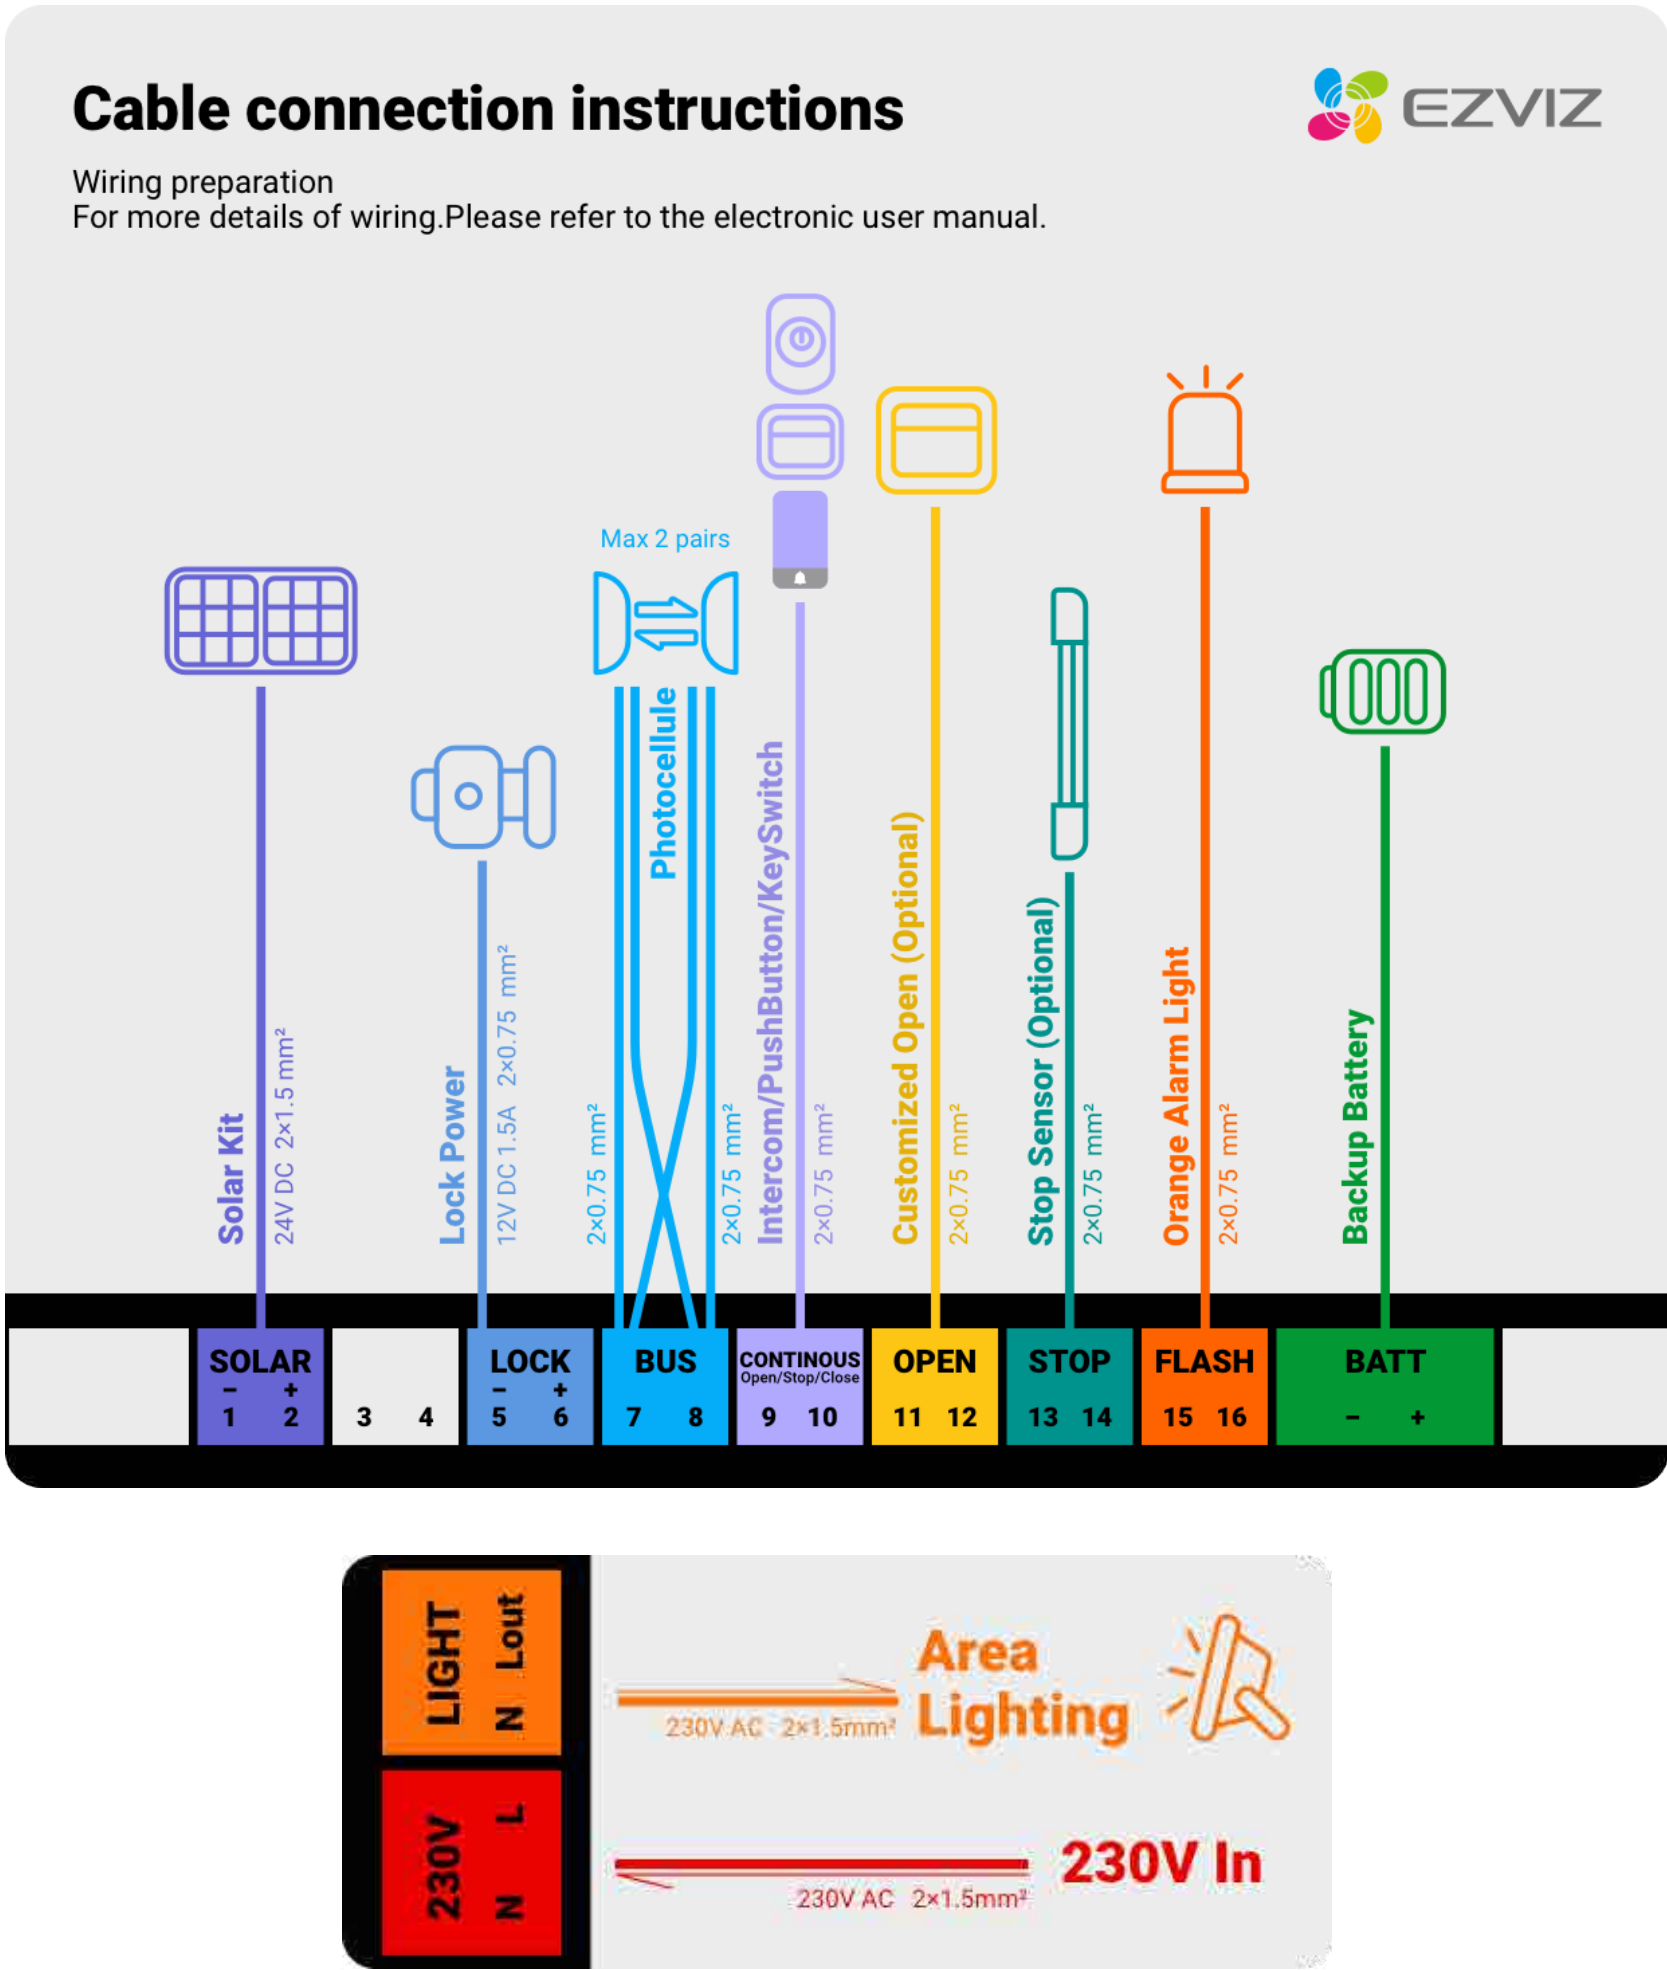 Cable connection instructions
EZVIZ
Wiring preparation
For more details of wiring.Please refer to the electronic user manual.
Max 2 pairs
Solar Kit
24V DC 2×1.5 mm²
Lock Power
12V DC 1.5A 2×0.75 mm²
2×0.75 mm²
Photocellule
2×0.75 mm²
Intercom/PushButton/KeySwitch
2×0.75 mm²
Customized Open (Optional)
2×0.75 mm²
Stop Sensor (Optional)
2×0.75 mm²
Orange Alarm Light
2×0.75 mm²
Backup Battery
SOLAR
− +
1 2
3 4
LOCK
− +
5 6
BUS
7 8
CONTINOUS
Open/Stop/Close
9 10
OPEN
11 12
STOP
13 14
FLASH
15 16
BATT
− +
LIGHT
N Lout
Area
Lighting
230V AC 2×1.5mm²
230V
N L
230V In
230V AC 2×1.5mm²